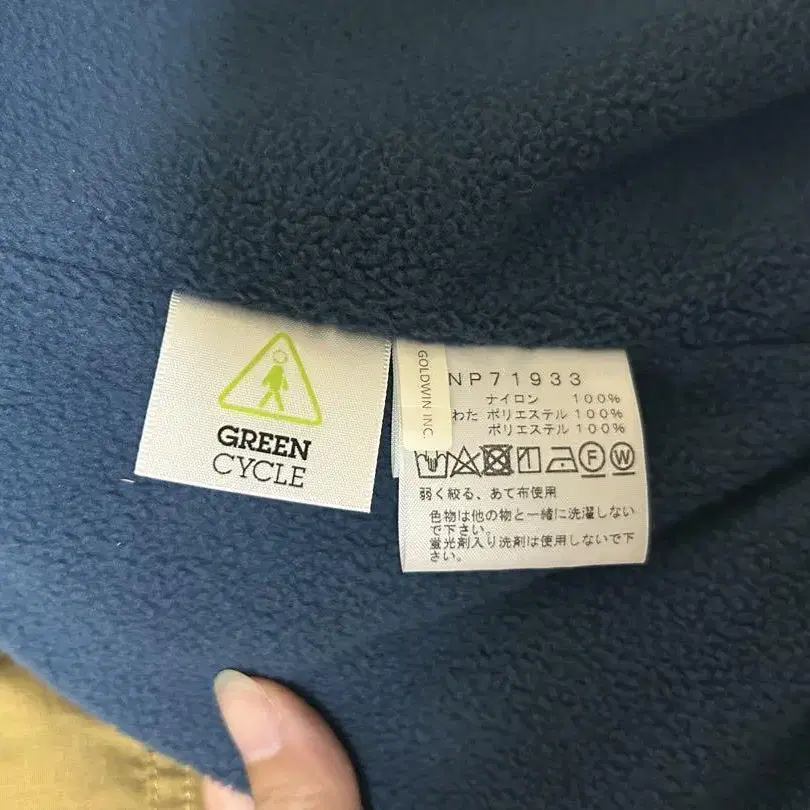 GREEN
CYCLE
GOLDWIN INC.
NP71933
ナイロン 100%
わた ポリエステル 100%
ポリエステル 100%
F W
弱く絞る、あて布使用
色物は他の物と一緒に洗濯しない
で下さい。
蛍光剤入り洗剤は使用しないで下
さい。